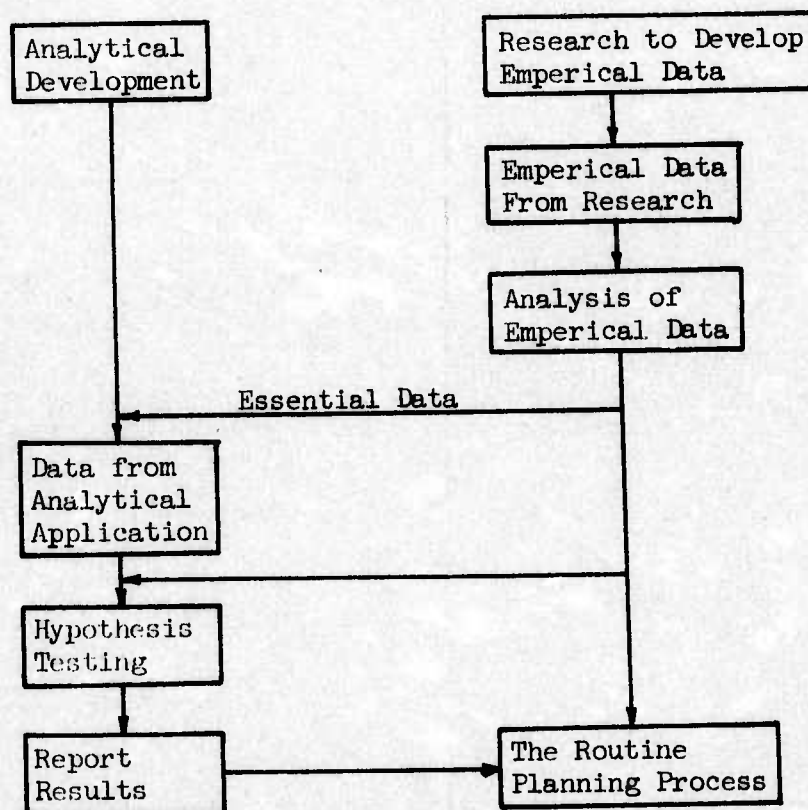 Analytical
Development
Research to Develop
Emperical Data
Emperical Data
From Research
Analysis of
Emperical Data
Essential Data
Data from
Analytical
Application
Hypothesis
Testing
Report
Results
The Routine
Planning Process